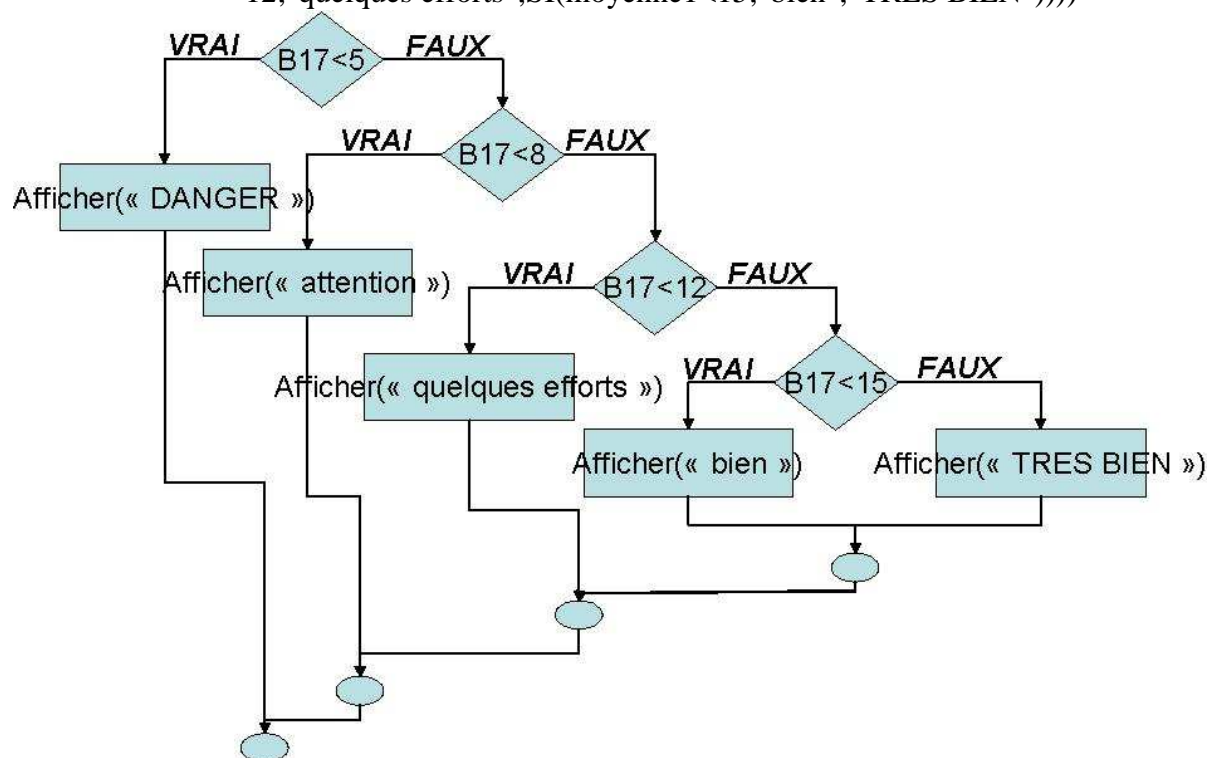 12;"quelques efforts";SI(moyenne1<15;"bien"; "TRES BIEN"))))
VRAI FAUX
B17<5
VRAI FAUX
B17<8
Afficher(« DANGER »)
VRAI FAUX
Afficher(« attention »)
B17<12
VRAI FAUX
Afficher(« quelques efforts »)
B17<15
Afficher(« bien ») Afficher(« TRES BIEN »)